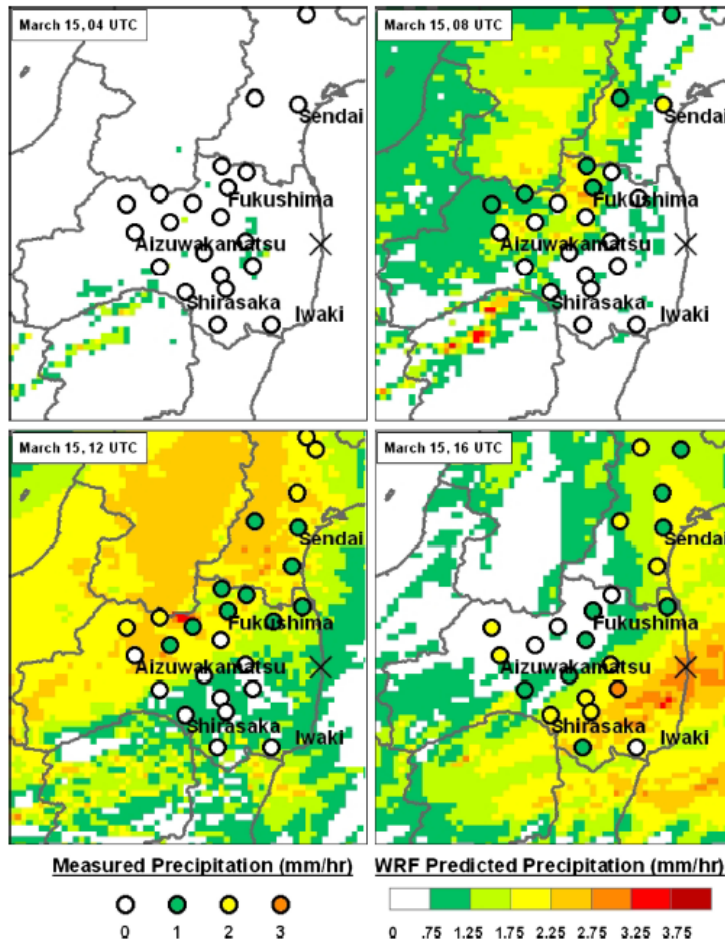 March 15, 04 UTC
Sendai
Fukushima
Aizuwakamatsu
Shirasaka
Iwaki
March 15, 08 UTC
Sendai
Fukushima
Aizuwakamatsu
Shirasaka
Iwaki
March 15, 12 UTC
Sendai
Fukushima
Aizuwakamatsu
Shirasaka
Iwaki
March 15, 16 UTC
Sendai
Fukushima
Aizuwakamatsu
Shirasaka
Iwaki
Measured Precipitation (mm/hr)
0 1 2 3
WRF Predicted Precipitation (mm/hr)
0 .75 1.25 1.75 2.25 2.75 3.25 3.75